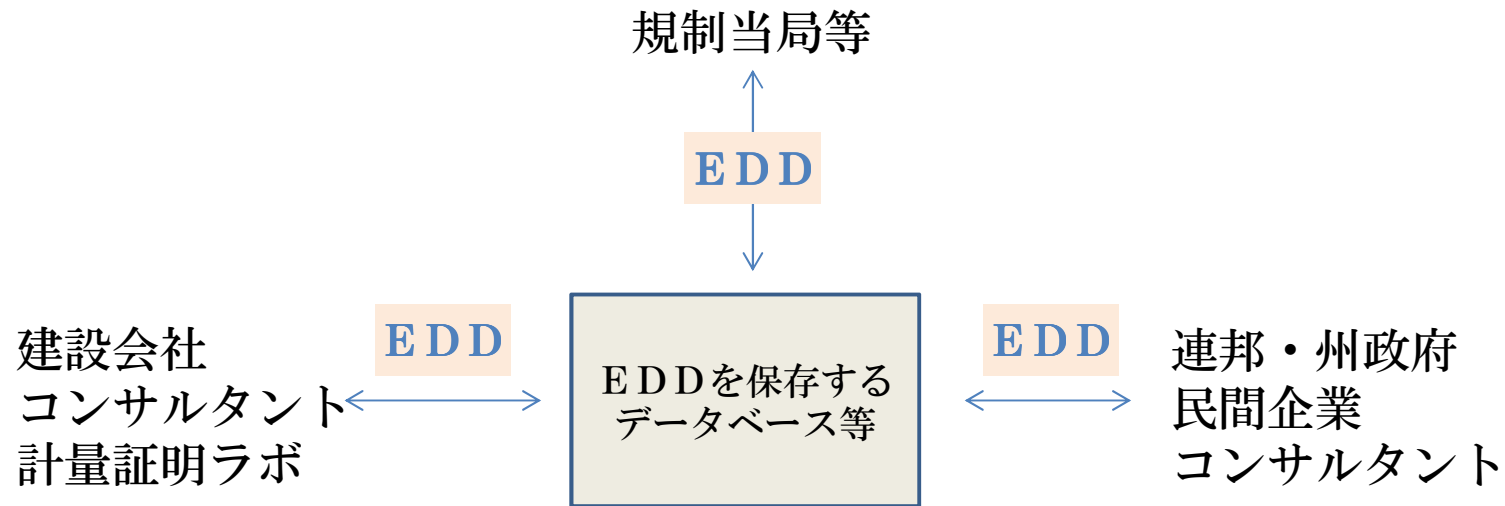 規制当局等
ＥＤＤ
ＥＤＤ
ＥＤＤ
建設会社
コンサルタント
計量証明ラボ
ＥＤＤを保存する
データベース等
連邦・州政府
民間企業
コンサルタント